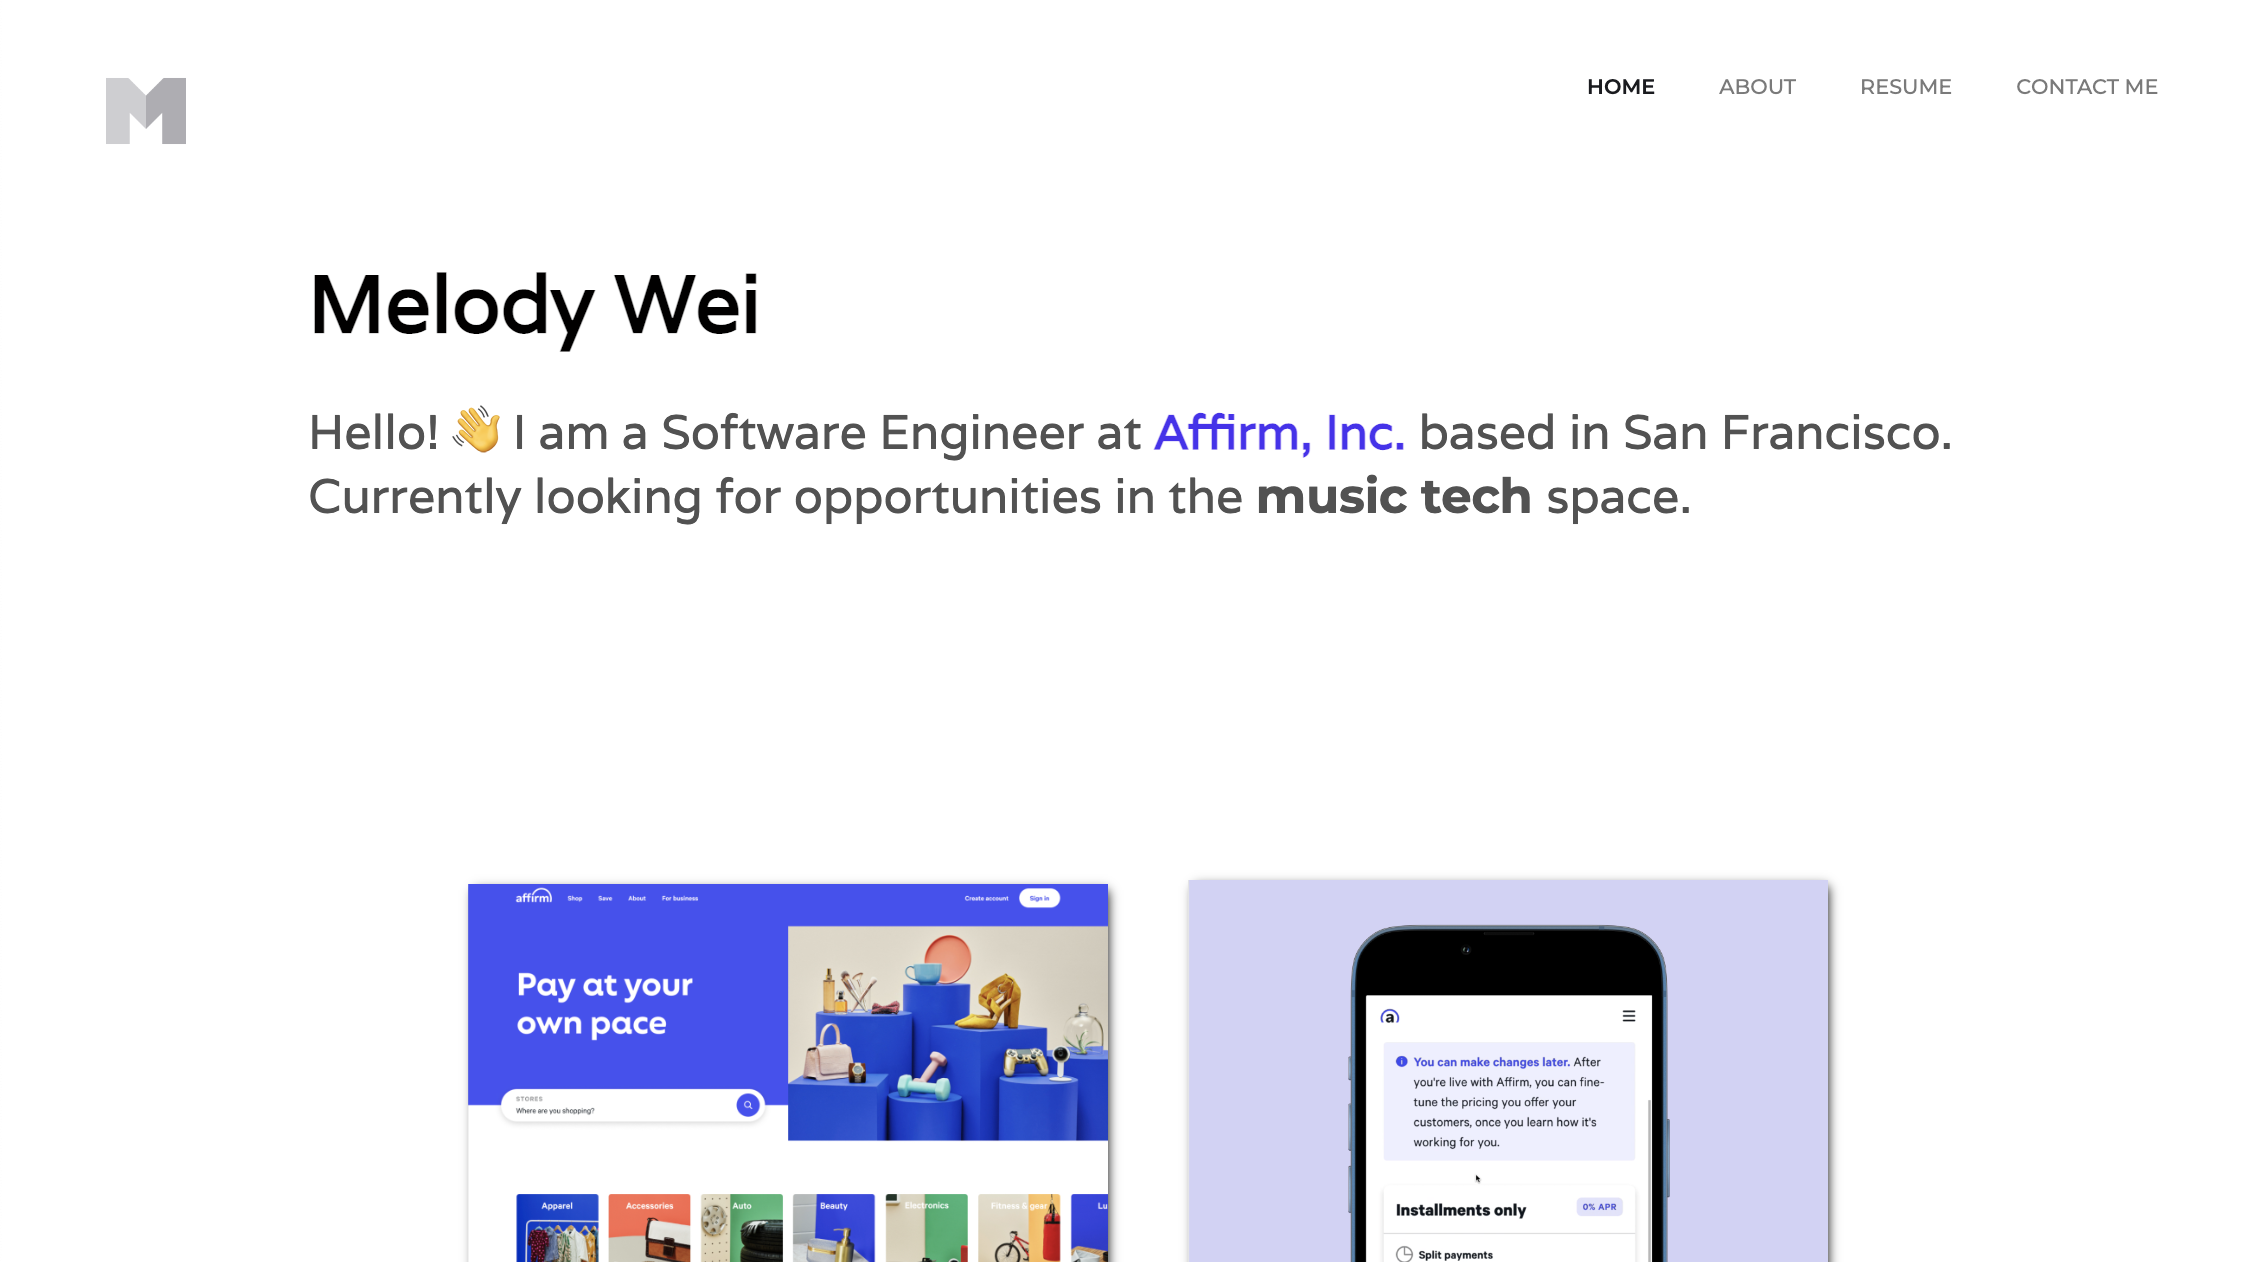 M
HOME ABOUT RESUME CONTACT ME
Melody Wei
Hello! 👋 I am a Software Engineer at Affirm, Inc. based in San Francisco.
Currently looking for opportunities in the music tech space.
affirm Shop Save About For business Create account Sign in
Pay at your
own pace
STORES
Where are you shopping?
Apparel Accessories Auto Beauty Electronics Fitness & gear Lu
a
You can make changes later. After
you're live with Affirm, you can fine-
tune the pricing you offer your
customers, once you learn how it's
working for you.
Installments only 0% APR
Split payments